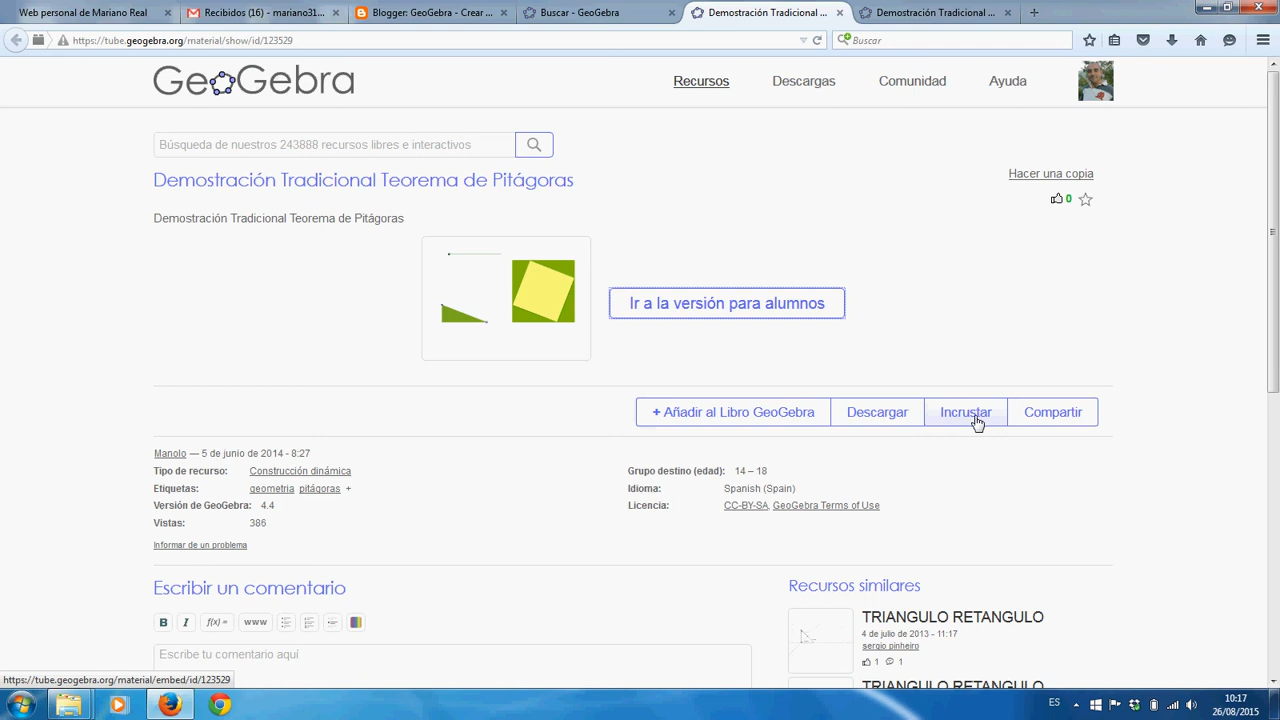 Web personal de Mariano Real
Recibidos (16) - mariano31...
Blogger: GeoGebra - Crear ...
Buscar - GeoGebra
Demostración Tradicional ...
Demostración Tradicional ...
https://tube.geogebra.org/material/show/id/123529
Buscar
GeoGebra
Recursos
Descargas
Comunidad
Ayuda
Búsqueda de nuestros 243888 recursos libres e interactivos
Demostración Tradicional Teorema de Pitágoras
Hacer una copia
0
Demostración Tradicional Teorema de Pitágoras
Ir a la versión para alumnos
+ Añadir al Libro GeoGebra
Descargar
Incrustar
Compartir
Manolo — 5 de junio de 2014 - 8:27
Tipo de recurso: Construcción dinámica
Etiquetas: geometria pitágoras +
Versión de GeoGebra: 4.4
Vistas: 386
Grupo destino (edad): 14 – 18
Idioma: Spanish (Spain)
Licencia: CC-BY-SA, GeoGebra Terms of Use
Informar de un problema
Escribir un comentario
B I f(x) = www
Escribe tu comentario aquí
Recursos similares
TRIANGULO RETANGULO
4 de julio de 2013 - 11:17
sergio pinheiro
1 1
TRIANGULO RETANGULO
https://tube.geogebra.org/material/embed/id/123529
ES
10:17
26/08/2015